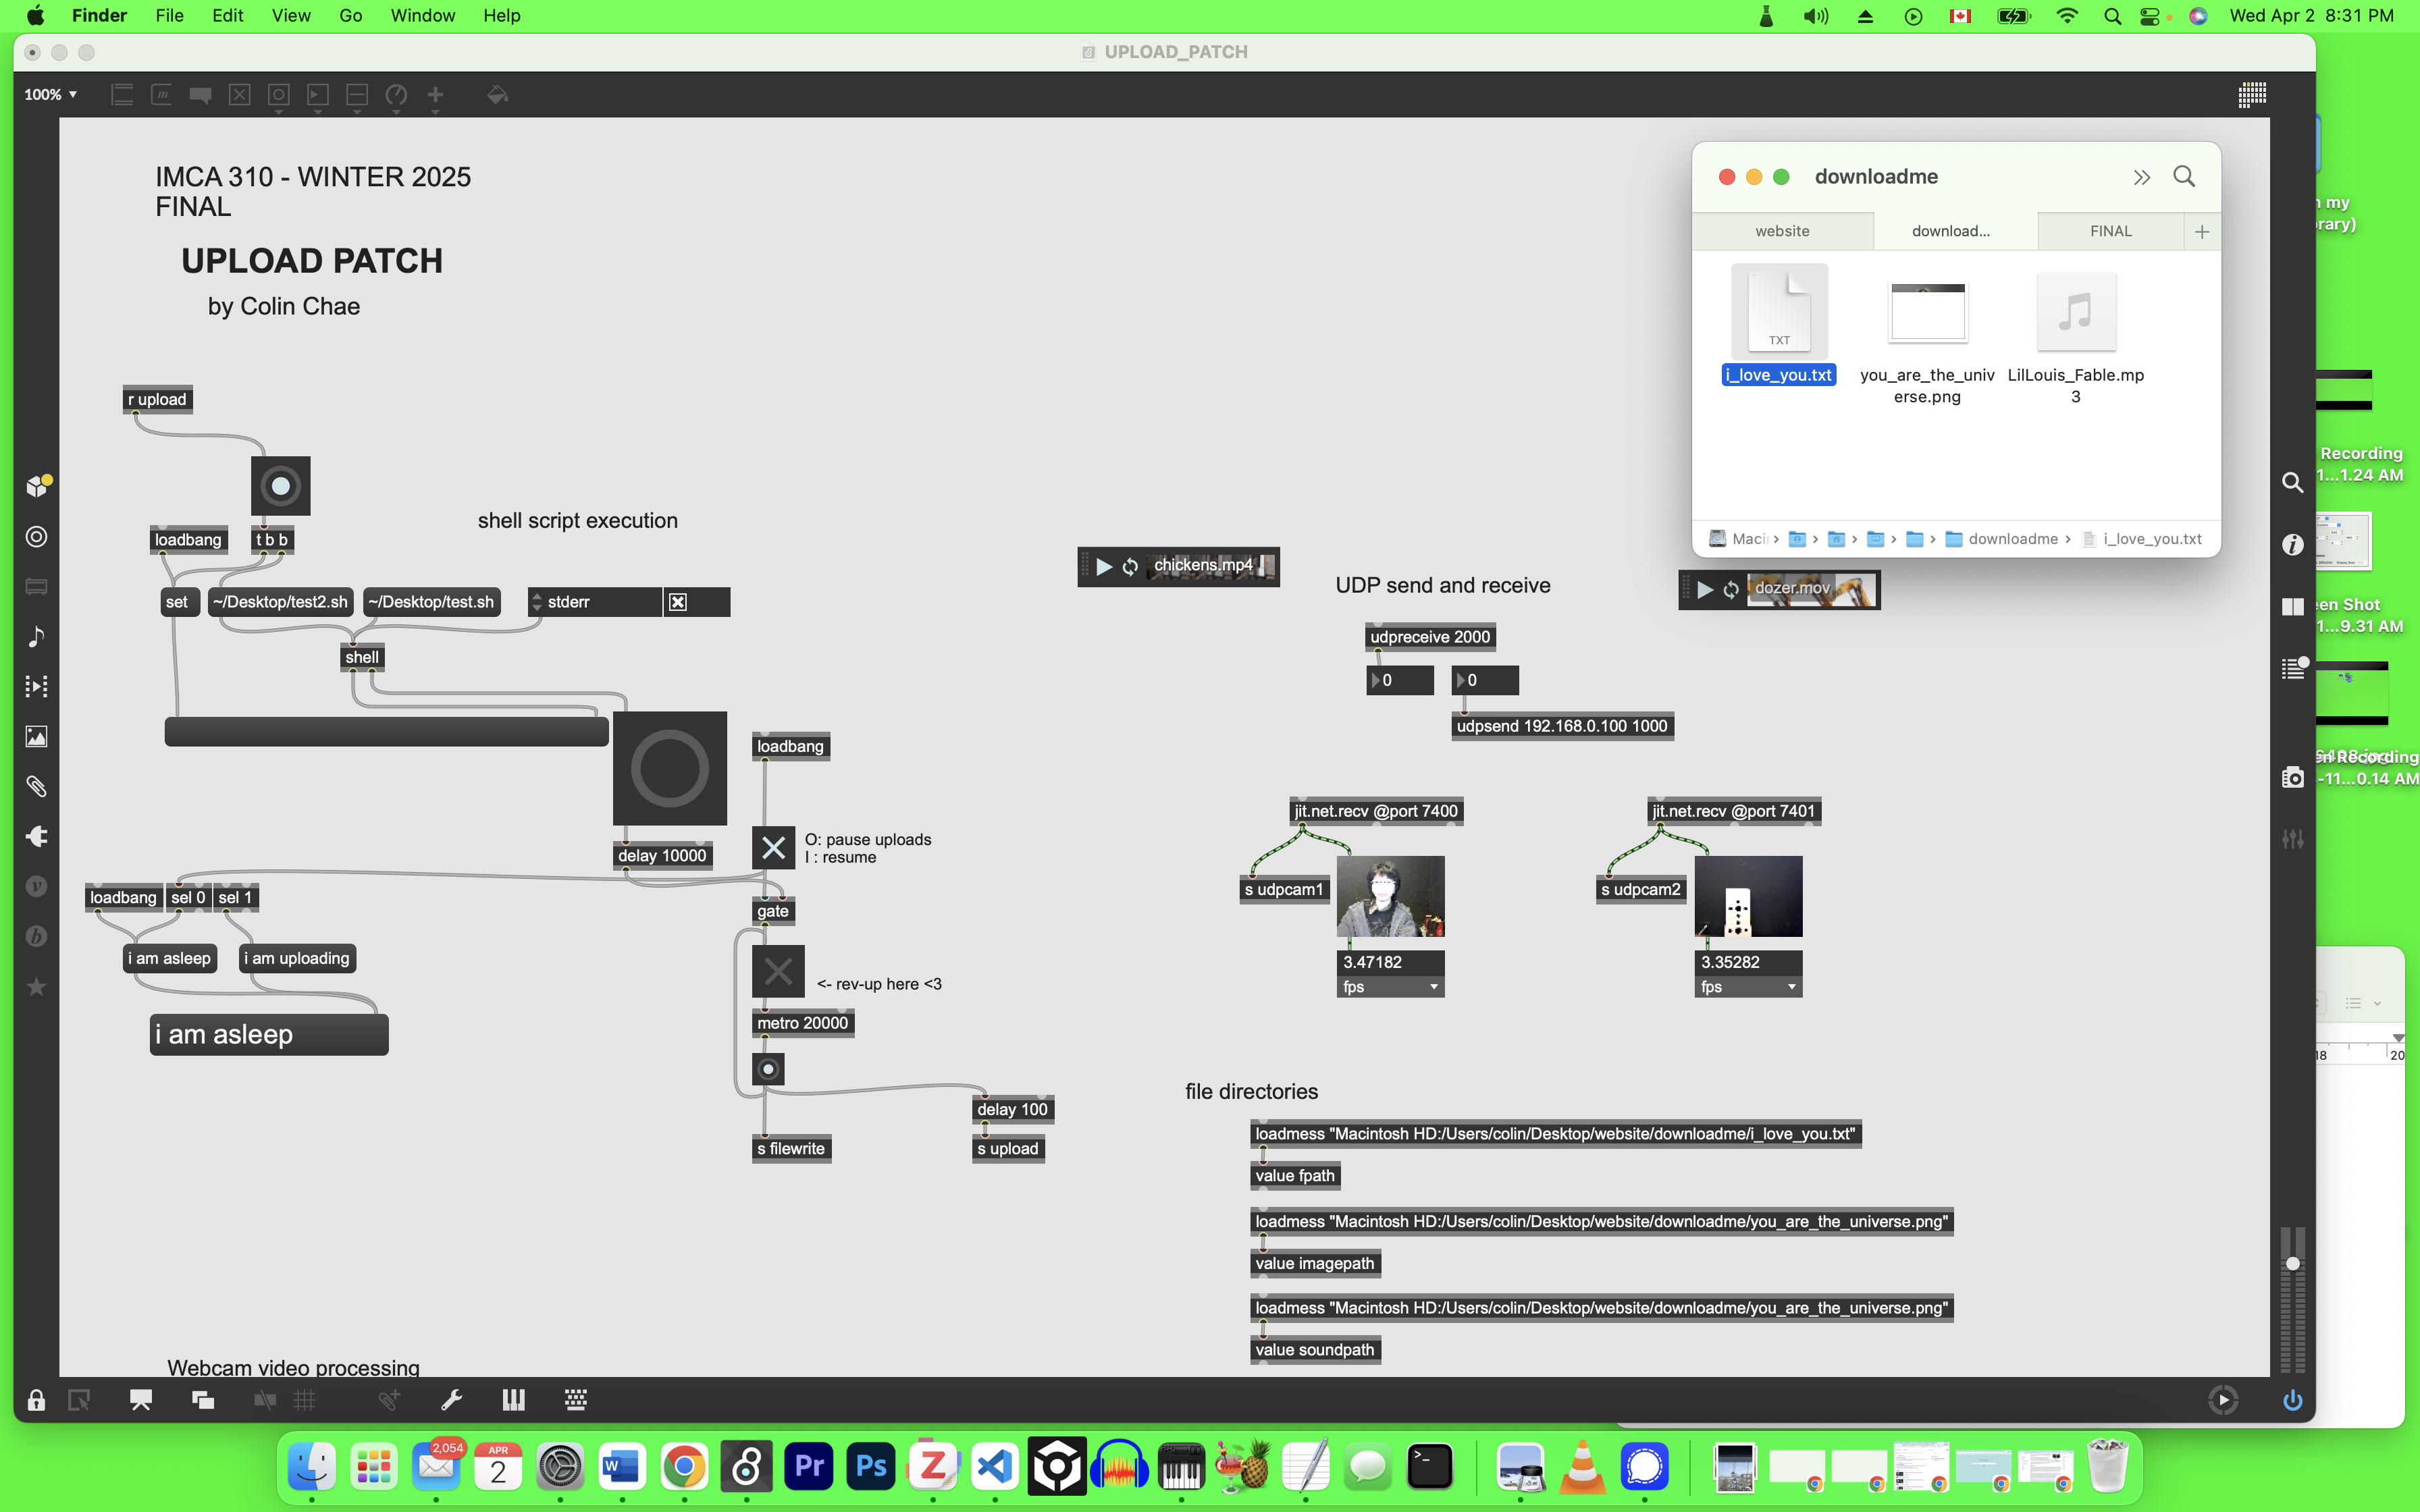 Finder File Edit View Go Window Help
Wed Apr 2 8:31 PM
UPLOAD_PATCH
100%
IMCA 310 - WINTER 2025
FINAL
UPLOAD PATCH
by Colin Chae
r upload
loadbang
t b b
shell script execution
set
~/Desktop/test2.sh
~/Desktop/test.sh
stderr
shell
loadbang
delay 10000
O: pause uploads
I : resume
loadbang
sel 0
sel 1
gate
i am asleep
i am uploading
<- rev-up here <3
i am asleep
metro 20000
delay 100
s filewrite
s upload
Webcam video processing
chickens.mp4
UDP send and receive
dozer.mov
udpreceive 2000
0
0
udpsend 192.168.0.100 1000
jit.net.recv @port 7400
jit.net.recv @port 7401
s udpcam1
s udpcam2
3.47182
fps
3.35282
fps
file directories
loadmess "Macintosh HD:/Users/colin/Desktop/website/downloadme/i_love_you.txt"
value fpath
loadmess "Macintosh HD:/Users/colin/Desktop/website/downloadme/you_are_the_universe.png"
value imagepath
loadmess "Macintosh HD:/Users/colin/Desktop/website/downloadme/you_are_the_universe.png"
value soundpath
downloadme
website
download...
FINAL
TXT
i_love_you.txt
you_are_the_univ
erse.png
LilLouis_Fable.mp
3
Maci
downloadme
i_love_you.txt
n my
rary)
Recording
1...1.24 AM
en Shot
1...9.31 AM
en Recording
-11...0.14 AM
18
20
2,054
APR
2
W
Pr
Ps
Z